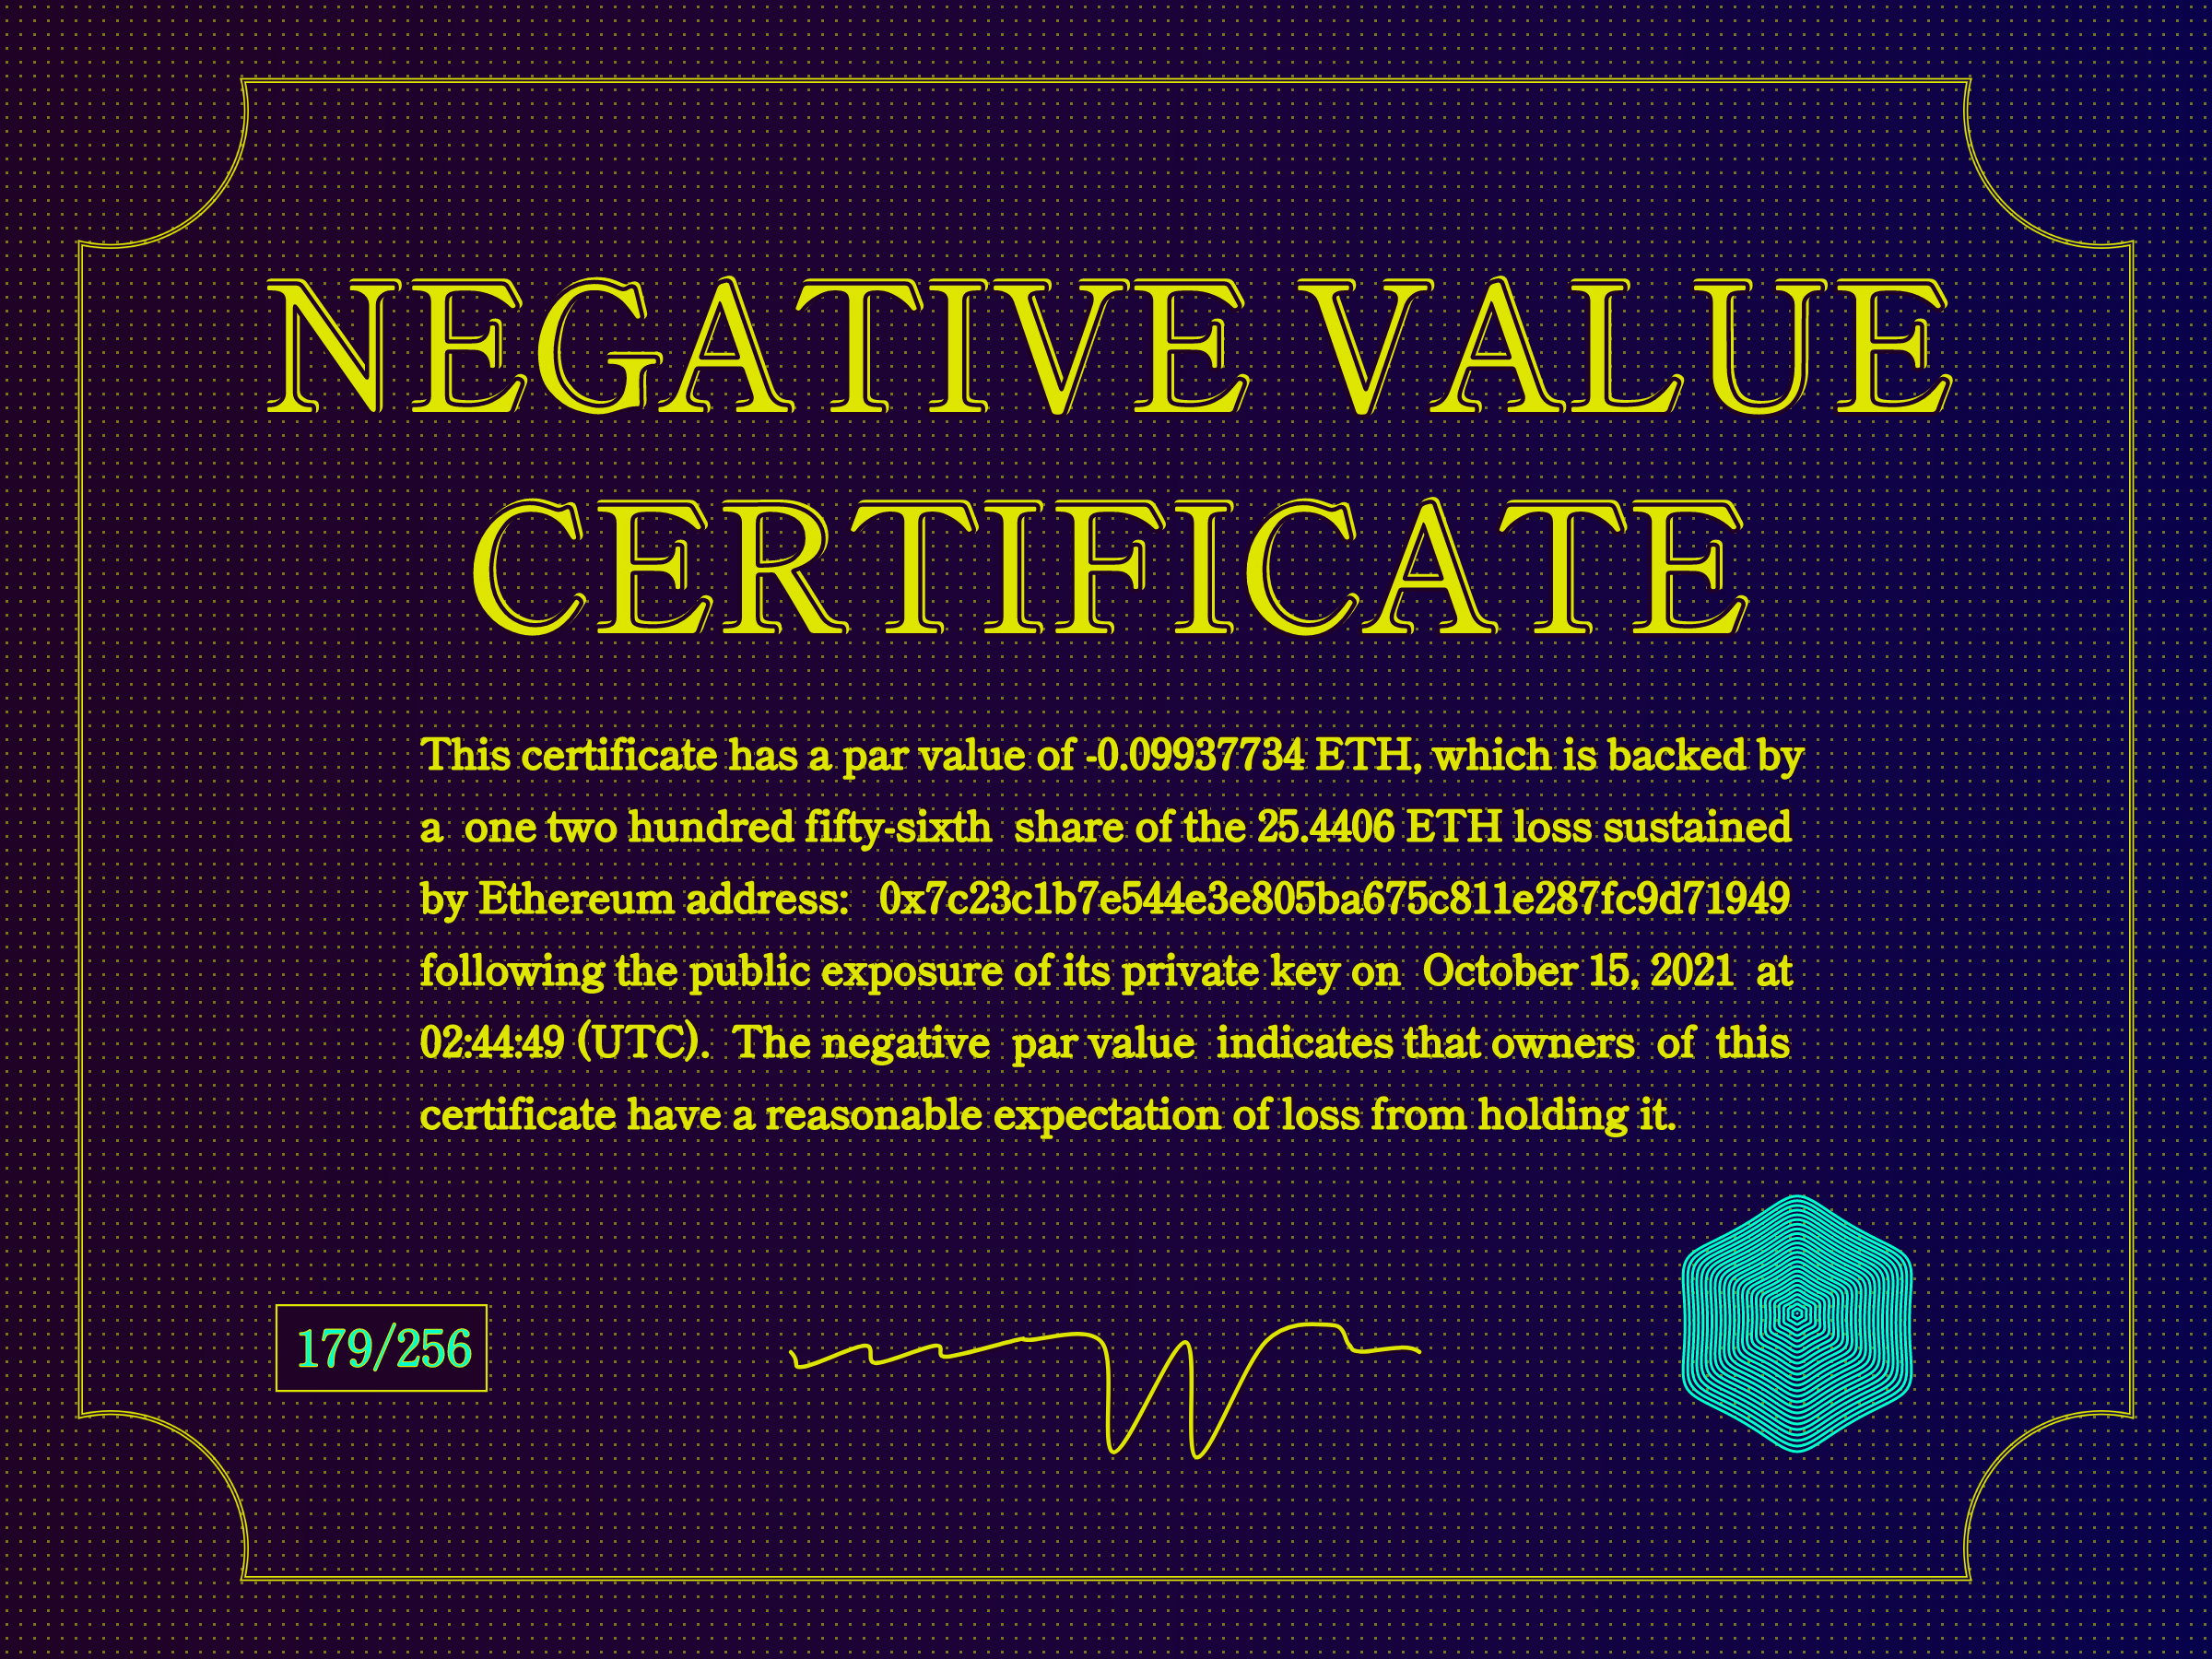 NEGATIVE VALUE
CERTIFICATE
This certificate has a par value of -0.09937734 ETH, which is backed by
a one two hundred fifty-sixth share of the 25.4406 ETH loss sustained
by Ethereum address: 0x7c23c1b7e544e3e805ba675c811e287fc9d71949
following the public exposure of its private key on October 15, 2021 at
02:44:49 (UTC). The negative par value indicates that owners of this
certificate have a reasonable expectation of loss from holding it.
179/256